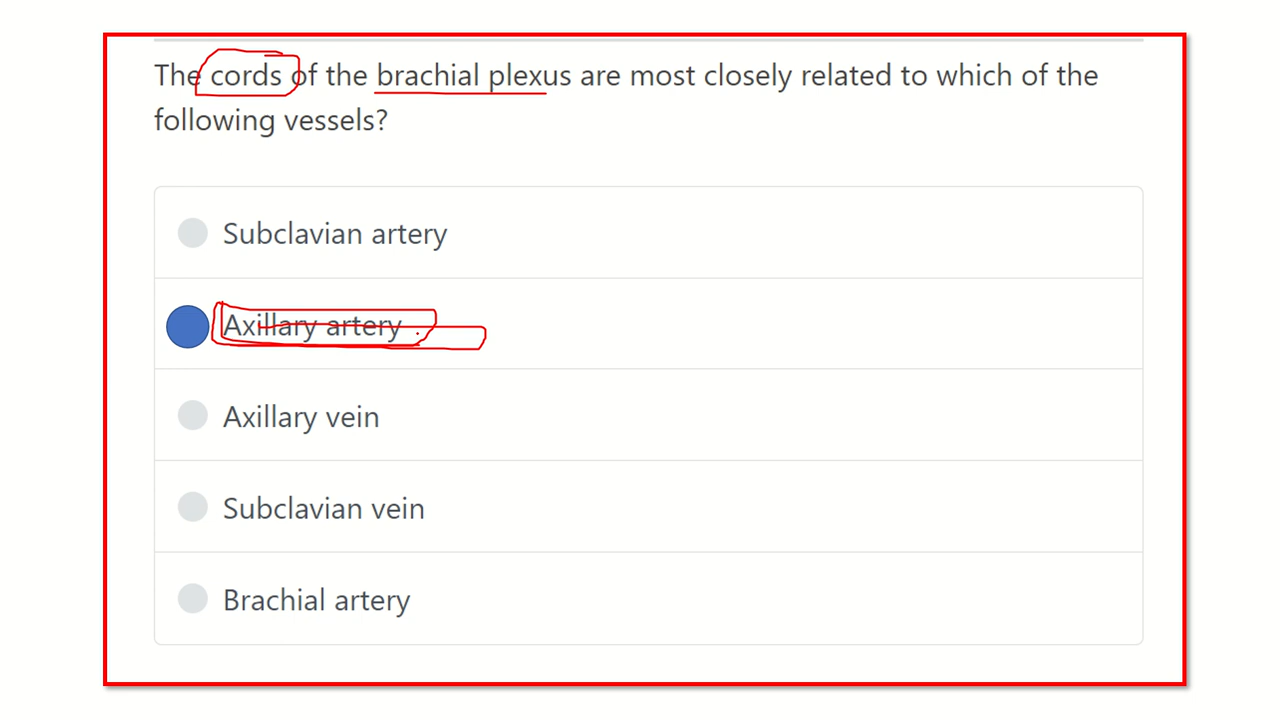 The cords of the brachial plexus are most closely related to which of the
following vessels?
Subclavian artery
Axillary artery
Axillary vein
Subclavian vein
Brachial artery